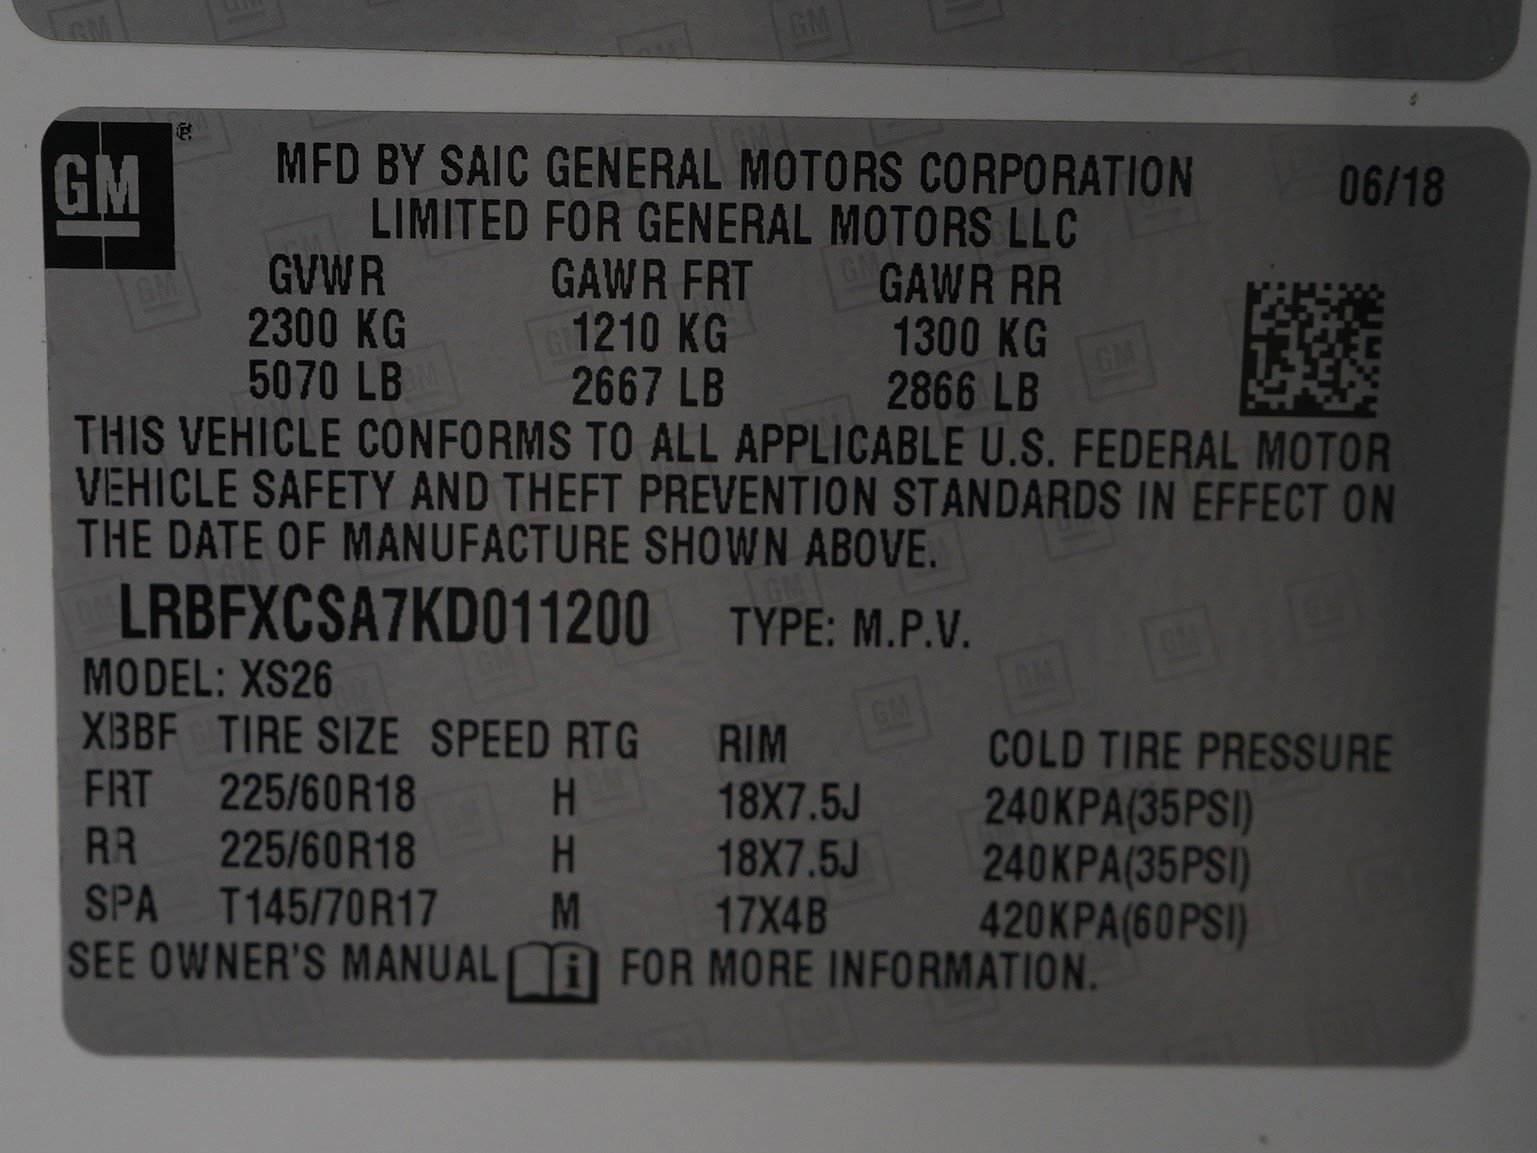 GM ®
MFD BY SAIC GENERAL MOTORS CORPORATION 06/18
LIMITED FOR GENERAL MOTORS LLC
GVWR GAWR FRT GAWR RR
2300 KG 1210 KG 1300 KG
5070 LB 2667 LB 2866 LB
THIS VEHICLE CONFORMS TO ALL APPLICABLE U.S. FEDERAL MOTOR
VEHICLE SAFETY AND THEFT PREVENTION STANDARDS IN EFFECT ON
THE DATE OF MANUFACTURE SHOWN ABOVE.
LRBFXCSA7KD011200 TYPE: M.P.V.
MODEL: XS26
XBBF TIRE SIZE SPEED RTG RIM COLD TIRE PRESSURE
FRT 225/60R18 H 18X7.5J 240KPA(35PSI)
RR 225/60R18 H 18X7.5J 240KPA(35PSI)
SPA T145/70R17 M 17X4B 420KPA(60PSI)
SEE OWNER'S MANUAL i FOR MORE INFORMATION.